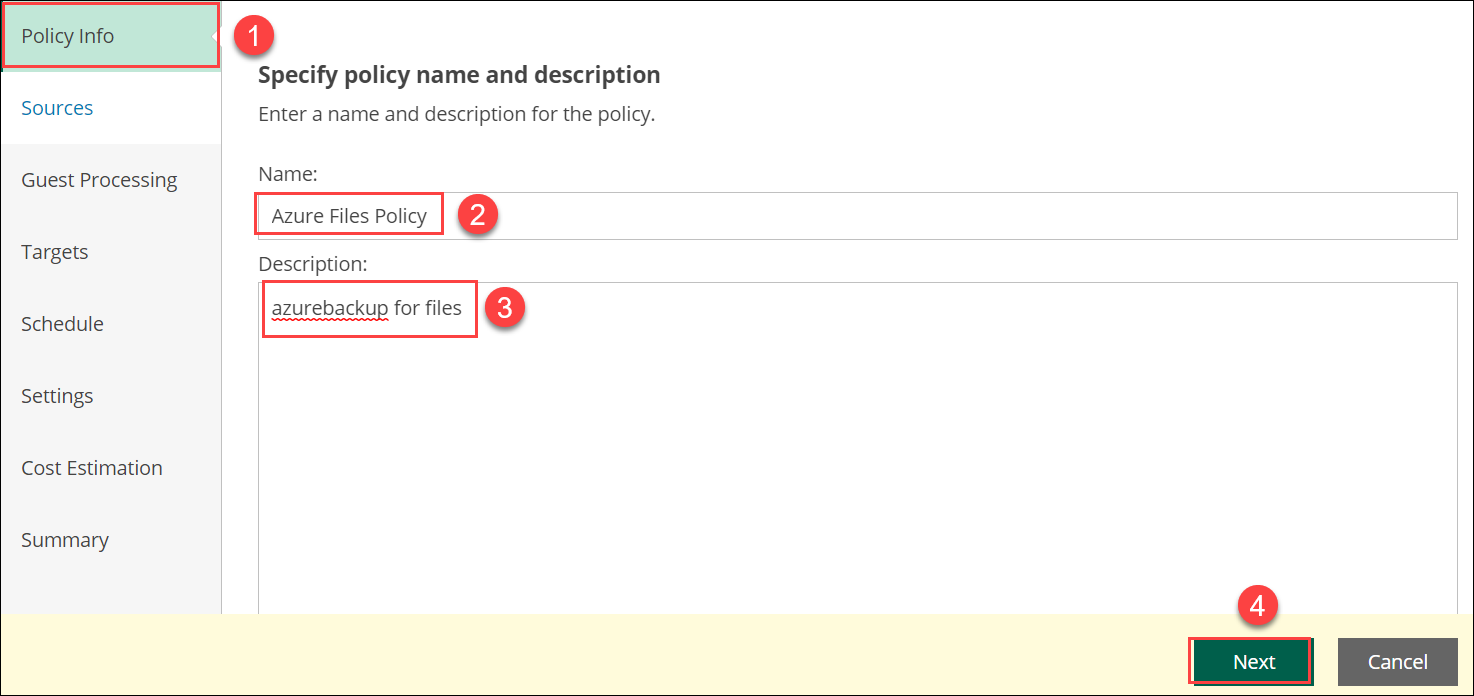 Policy Info
1
Sources
Guest Processing
Targets
Schedule
Settings
Cost Estimation
Summary
Specify policy name and description
Enter a name and description for the policy.
Name:
Azure Files Policy
2
Description:
azurebackup for files
3
4
Next
Cancel